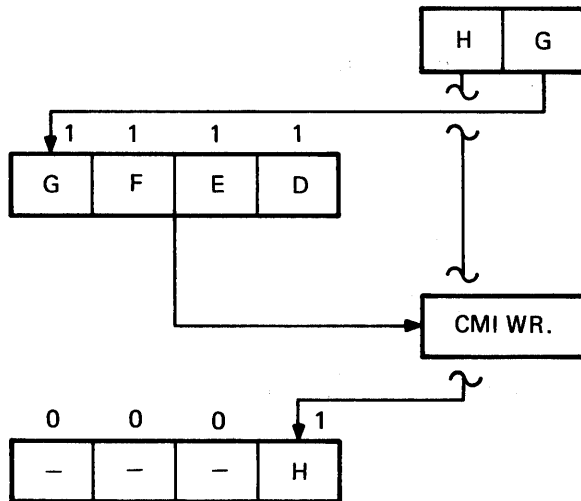 H G
1 1 1 1
G F E D
CMI WR.
0 0 0 1
– – – H